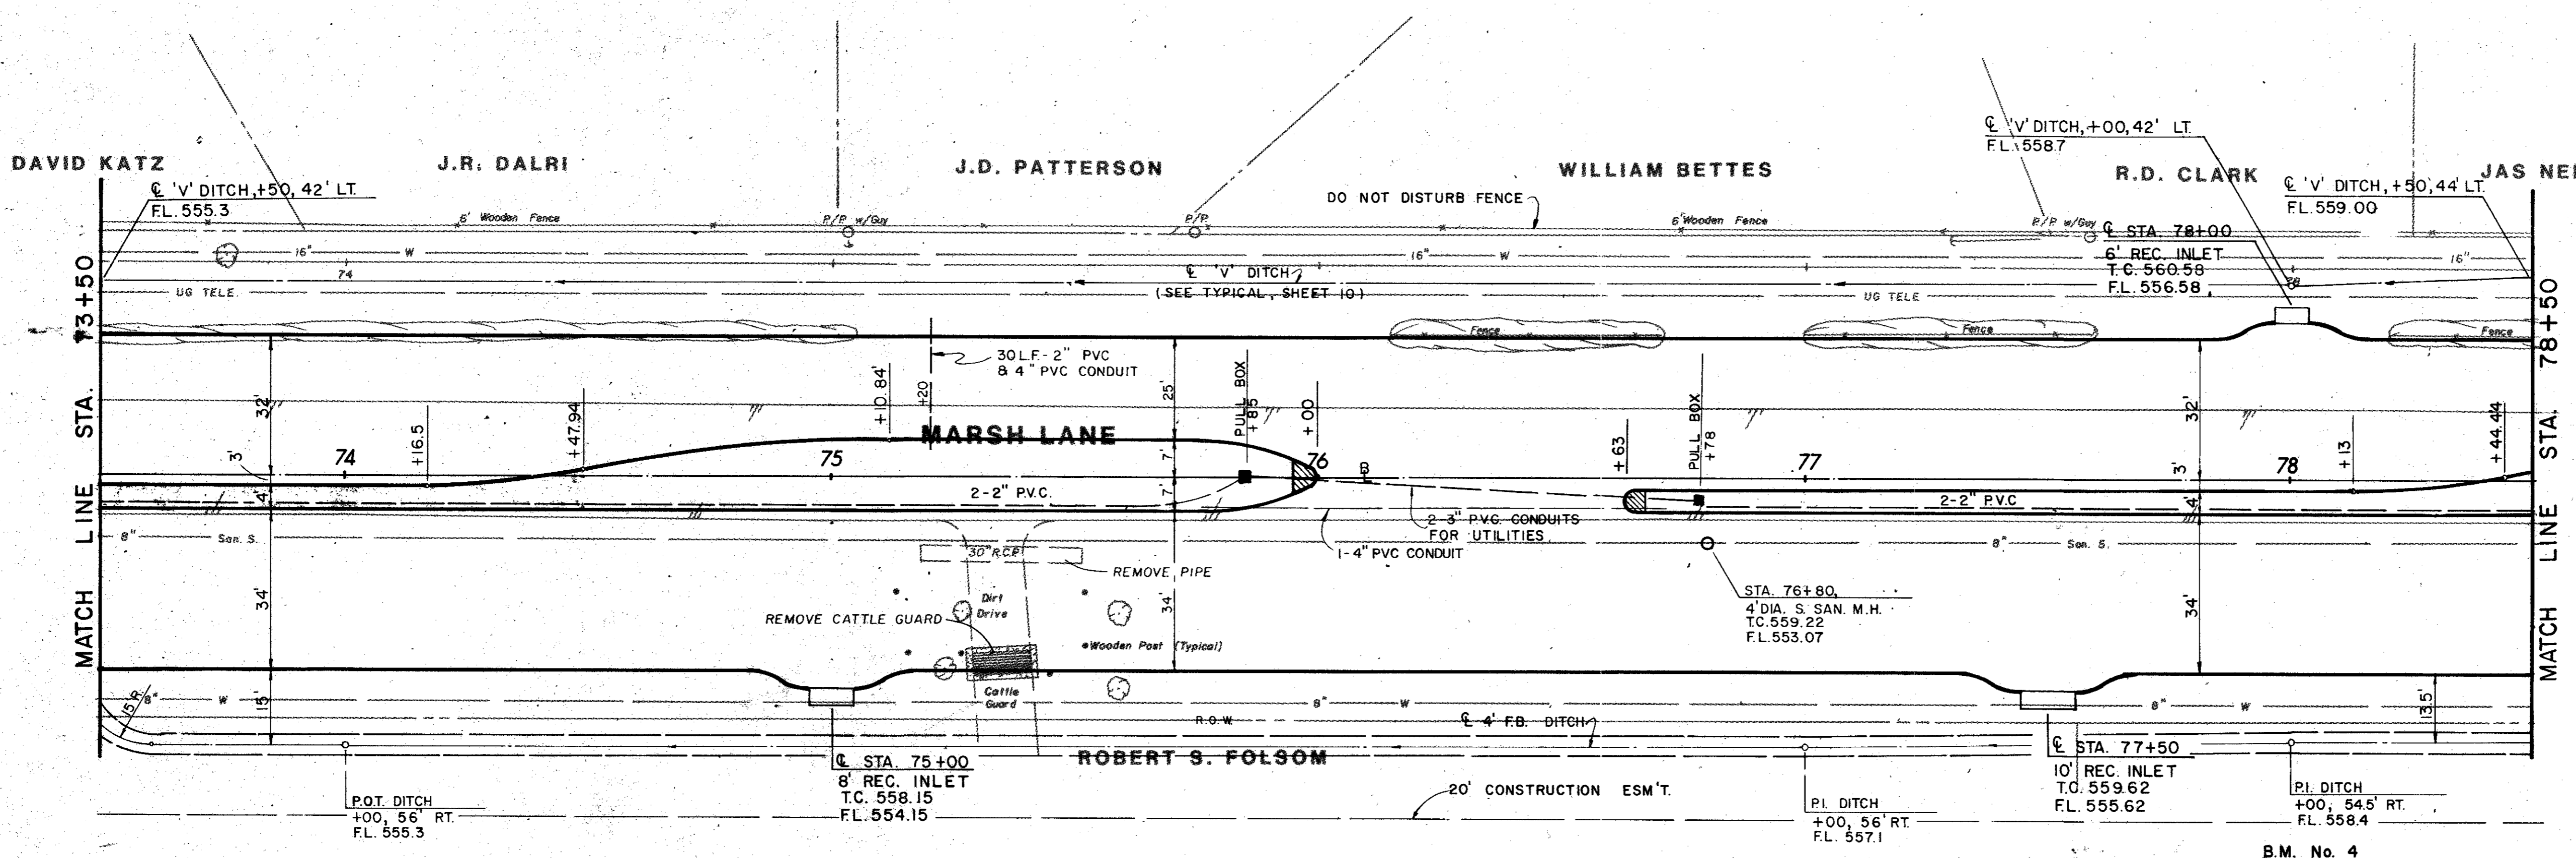 DAVID KATZ
J.R. DALRI
J.D. PATTERSON
WILLIAM BETTES
R.D. CLARK
JAS
℄ 'V' DITCH,+00,42' LT.
F.L. 558.7
℄ 'V' DITCH,+50, 42' LT.
F.L. 555.3
℄ 'V' DITCH,+50,44' LT.
F.L. 559.00
DO NOT DISTURB FENCE
6' Wooden Fence
P/P w/Guy
P/P.
6' Wooden Fence
P/P w/Guy
℄ STA. 78+00
6' REC. INLET
T.C. 560.58
F.L. 556.58
16" W
74
16" W
16"
78
℄ 'V' DITCH
(SEE TYPICAL, SHEET 10)
UG TELE.
UG TELE
Fence
Fence
Fence
MATCH LINE STA. 73+50
MATCH LINE STA. 78+50
30 L.F.- 2" PVC
& 4" PVC CONDUIT
32'
3'
4'
34'
15'
74
+16.5
+47.94
75
+10.84'
+20
MARSH LANE
25'
7'
7'
34'
PULL BOX
+85
+00
76
℄
+63
PULL BOX
+78
77
32'
3'
4'
34'
78
+13
+44.44
2-2" P.V.C.
2-2" P.V.C
2-3" P.V.C. CONDUITS
FOR UTILITIES
1-4" PVC CONDUIT
8" San. S.
8" San. S.
30" R.C.P.
REMOVE PIPE
Dirt
Drive
REMOVE CATTLE GUARD
Wooden Post (Typical)
Cattle
Guard
STA. 76+80,
4' DIA. S. SAN. M.H.
T.C. 559.22
F.L. 553.07
15' R.
8" W
8" W
8" W
13.5'
R.O.W.
℄ 4' F.B. DITCH
ROBERT S. FOLSOM
℄ STA. 75+00
8' REC. INLET
T.C. 558.15
F.L. 554.15
℄ STA. 77+50
10' REC. INLET
T.C. 559.62
F.L. 555.62
20' CONSTRUCTION ESM'T.
P.O.T. DITCH
+00, 56' RT.
F.L. 555.3
P.I. DITCH
+00, 56' RT.
F.L. 557.1
P.I. DITCH
+00, 54.5' RT.
F.L. 558.4
B.M. No. 4